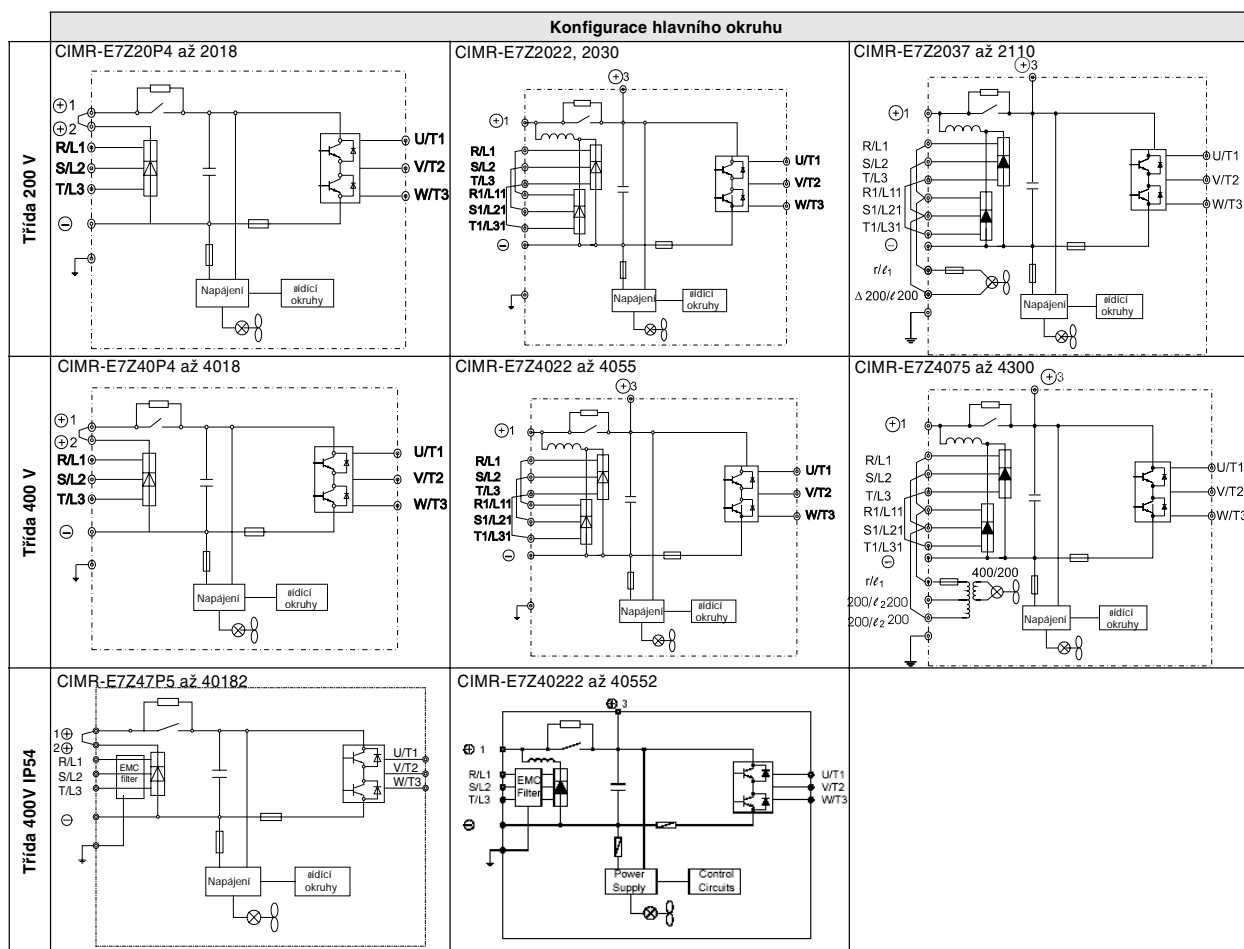 Konfigurace hlavního okruhu
Třída 200 V
CIMR-E7Z20P4 až 2018
⊕1
⊕2
R/L1
S/L2
T/L3
⊖
U/T1
V/T2
W/T3
Napájení
øídící
okruhy
CIMR-E7Z2022, 2030
⊕3
⊕1
R/L1
S/L2
T/L3
R1/L11
S1/L21
T1/L31
⊖
U/T1
V/T2
W/T3
Napájení
øídící
okruhy
CIMR-E7Z2037 až 2110
⊕3
⊕1
R/L1
S/L2
T/L3
R1/L11
S1/L21
T1/L31
⊖
r/ℓ1
Δ 200/ℓ 200
U/T1
V/T2
W/T3
Napájení
øídící
okruhy
Třída 400 V
CIMR-E7Z40P4 až 4018
⊕1
⊕2
R/L1
S/L2
T/L3
⊖
U/T1
V/T2
W/T3
Napájení
øídící
okruhy
CIMR-E7Z4022 až 4055
⊕3
⊕1
R/L1
S/L2
T/L3
R1/L11
S1/L21
T1/L31
⊖
U/T1
V/T2
W/T3
Napájení
øídící
okruhy
CIMR-E7Z4075 až 4300
⊕3
⊕1
R/L1
S/L2
T/L3
R1/L11
S1/L21
T1/L31
⊖
r/ℓ1
400/200
200/ℓ2 200
200/ℓ2 200
U/T1
V/T2
W/T3
Napájení
øídící
okruhy
Třída 400V IP54
CIMR-E7Z47P5 až 40182
1⊕
2⊕
R/L1
S/L2
T/L3
EMC
filter
⊖
U/T1
V/T2
W/T3
Napájení
øídící
okruhy
CIMR-E7Z40222 až 40552
⊕ 3
⊕ 1
R/L1
S/L2
T/L3
EMC
Filter
⊖
U/T1
V/T2
W/T3
Power
Supply
Control
Circuits